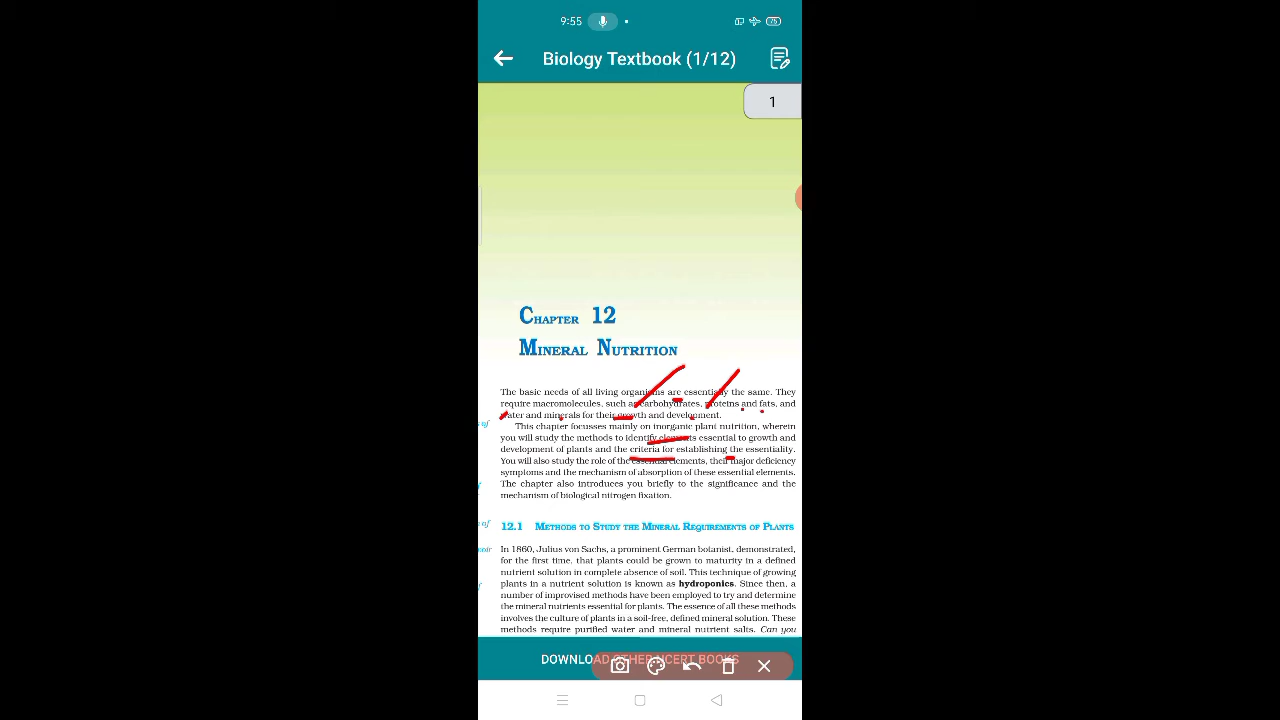 9:55
75
Biology Textbook (1/12)
1
CHAPTER 12
MINERAL NUTRITION
The basic needs of all living organisms are essentially the same. They
require macromolecules, such as carbohydrates, proteins and fats, and
water and minerals for their growth and development.
s of
This chapter focusses mainly on inorganic plant nutrition, wherein
you will study the methods to identify elements essential to growth and
development of plants and the criteria for establishing the essentiality.
You will also study the role of the essential elements, their major deficiency
symptoms and the mechanism of absorption of these essential elements.
The chapter also introduces you briefly to the significance and the
mechanism of biological nitrogen fixation.
of
12.1 METHODS TO STUDY THE MINERAL REQUIREMENTS OF PLANTS
In 1860, Julius von Sachs, a prominent German botanist, demonstrated,
for the first time, that plants could be grown to maturity in a defined
nutrient solution in complete absence of soil. This technique of growing
plants in a nutrient solution is known as hydroponics. Since then, a
number of improvised methods have been employed to try and determine
the mineral nutrients essential for plants. The essence of all these methods
involves the culture of plants in a soil-free, defined mineral solution. These
methods require purified water and mineral nutrient salts. Can you
DOWNLOAD OTHER NCERT BOOKS